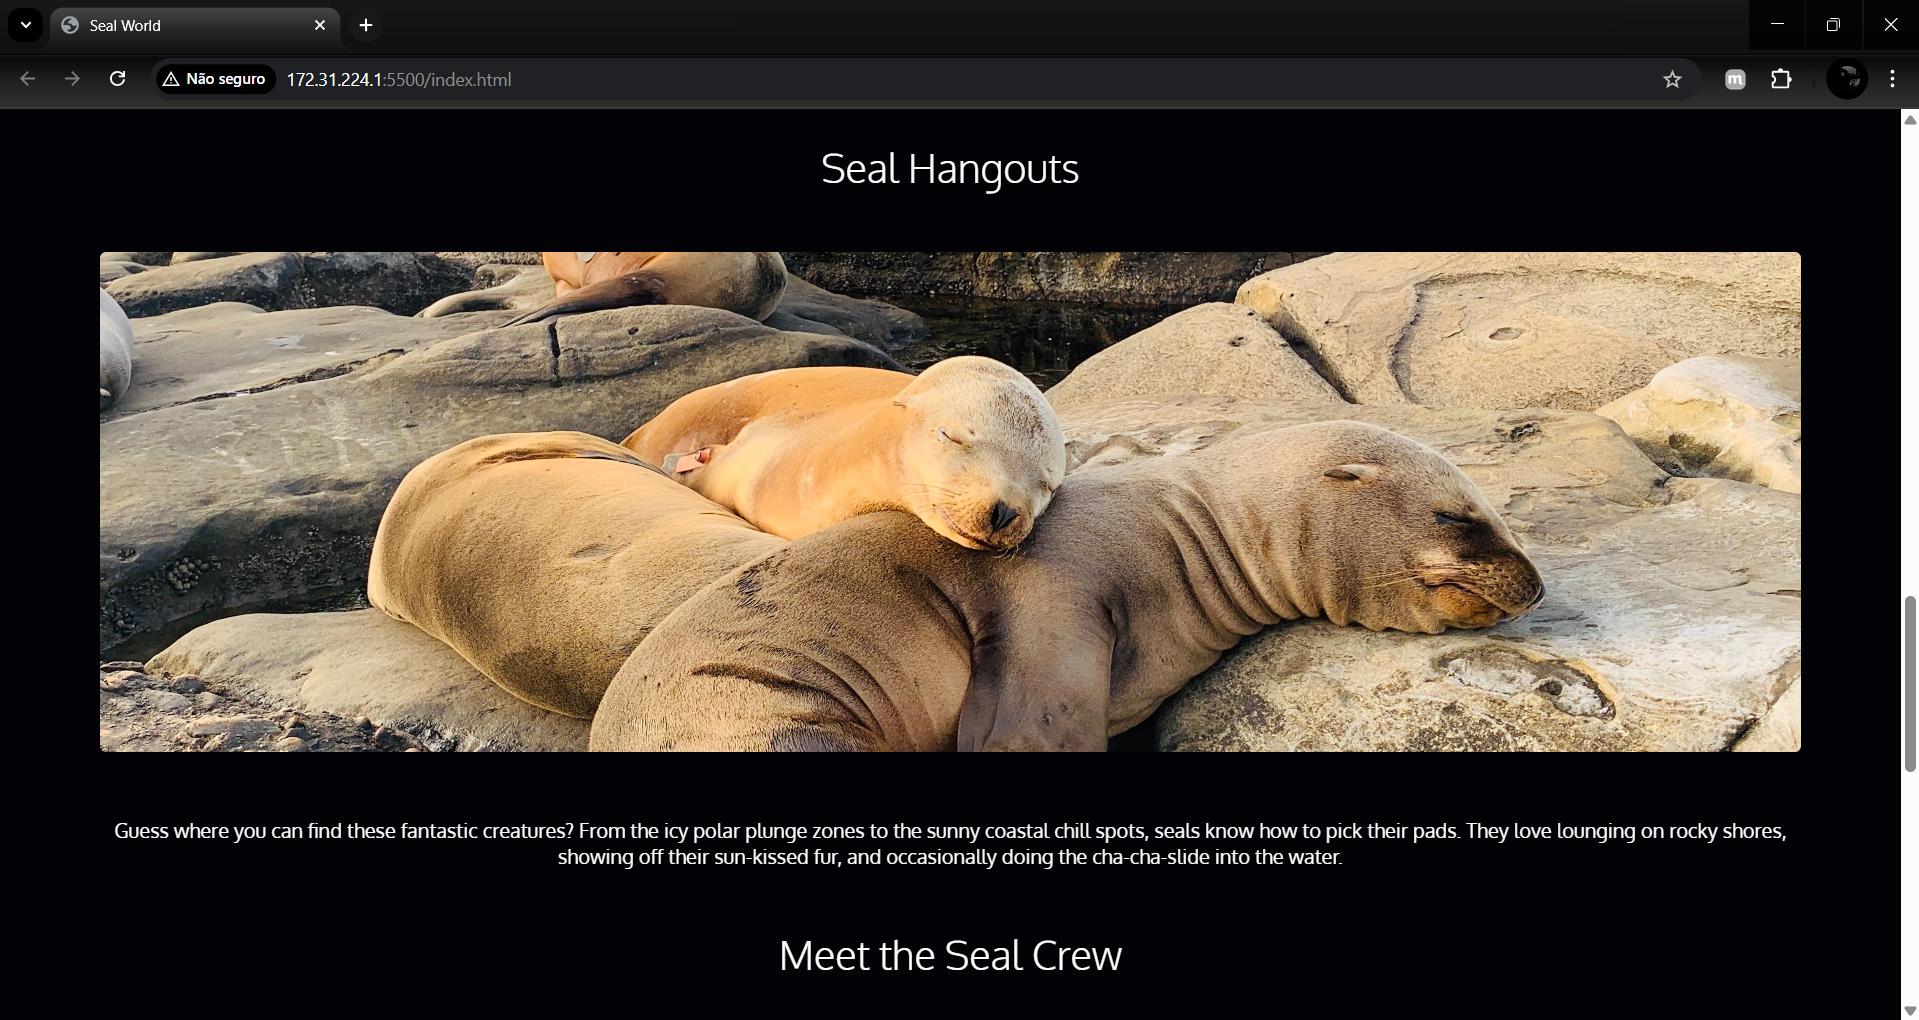 Seal World
Não seguro
172.31.224.1:5500/index.html
m
Seal Hangouts
Guess where you can find these fantastic creatures? From the icy polar plunge zones to the sunny coastal chill spots, seals know how to pick their pads. They love lounging on rocky shores,
showing off their sun-kissed fur, and occasionally doing the cha-cha-slide into the water.
Meet the Seal Crew